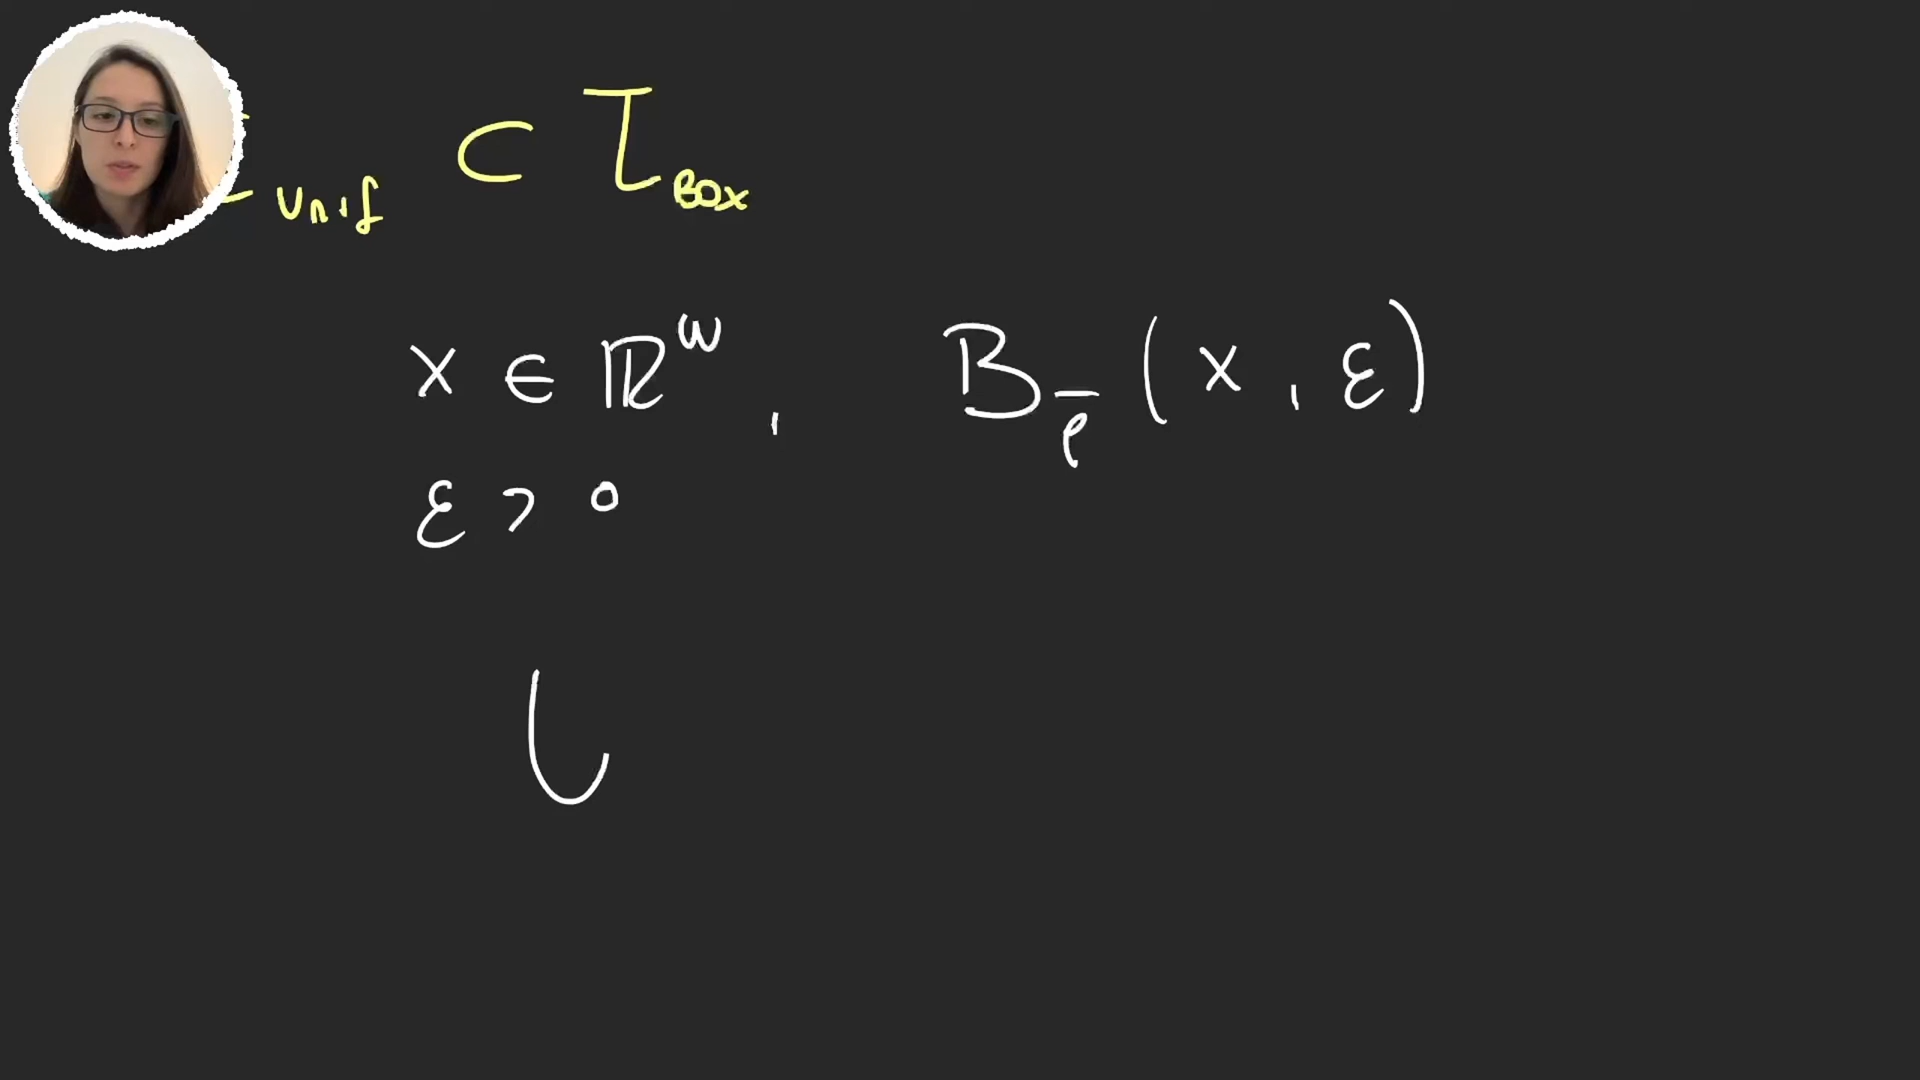 τ_unif ⊂ τ_BOX
x ∈ ℝ^ω , B_ρ̄ (x, ε)
ε > 0
U